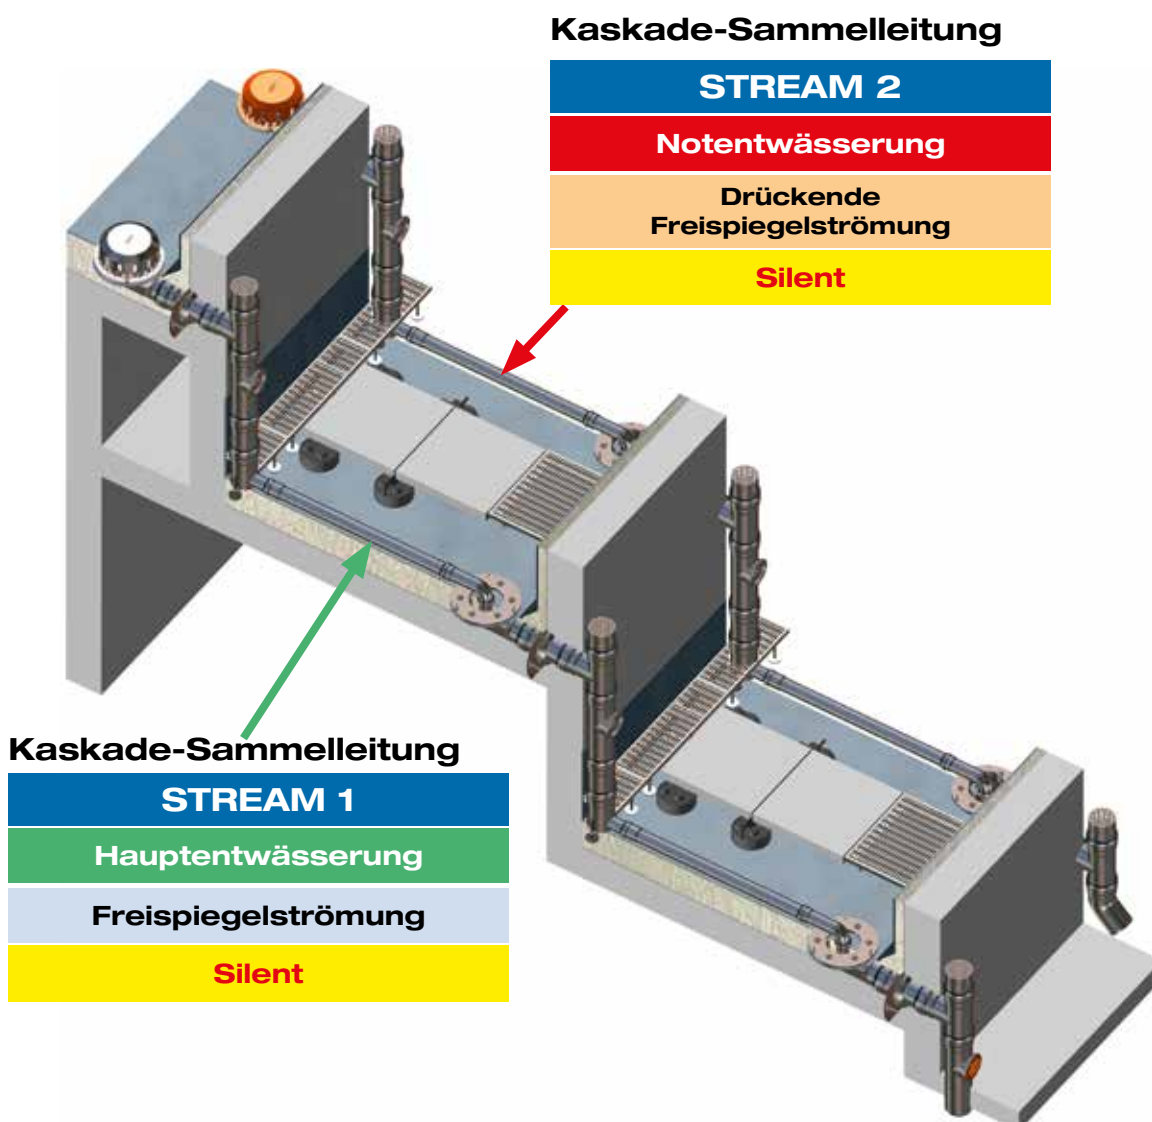 Kaskade-Sammelleitung
STREAM 2
Notentwässerung
Drückende
Freispiegelströmung
Silent
Kaskade-Sammelleitung
STREAM 1
Hauptentwässerung
Freispiegelströmung
Silent